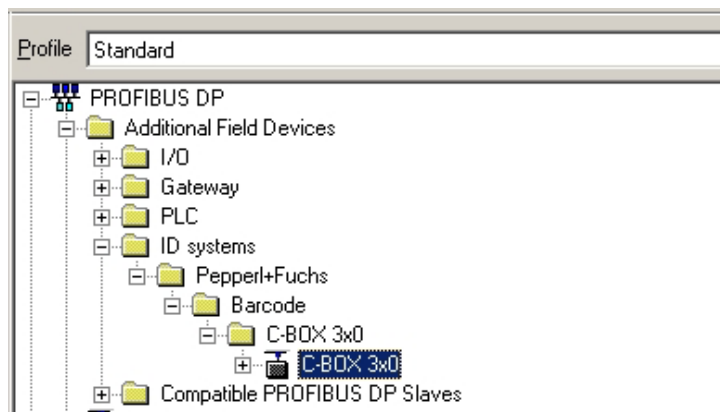 Profile Standard
PROFIBUS DP
Additional Field Devices
I/O
Gateway
PLC
ID systems
Pepperl+Fuchs
Barcode
C-BOX 3x0
C-BOX 3x0
Compatible PROFIBUS DP Slaves